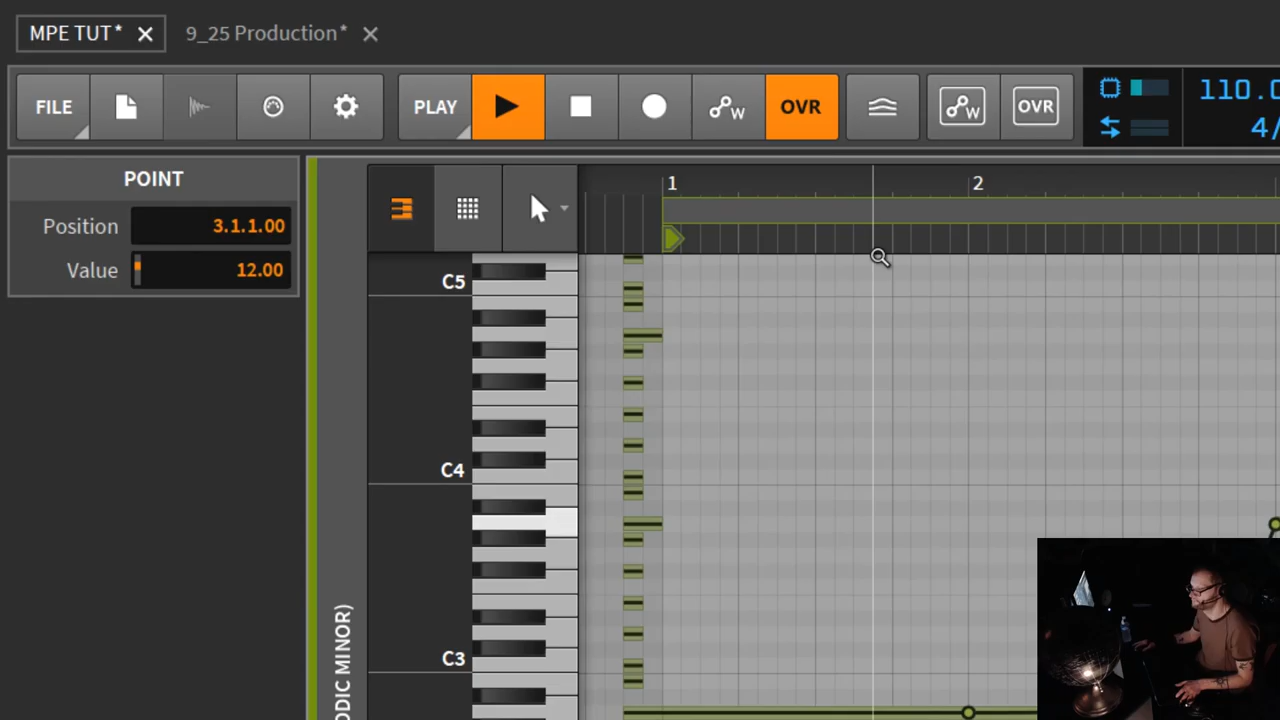 MPE TUT*
9_25 Production*
FILE
PLAY
OVR
OVR
110.0
4/
POINT
Position 3.1.1.00
Value 12.00
1
2
C5
C4
C3
ODIC MINOR)